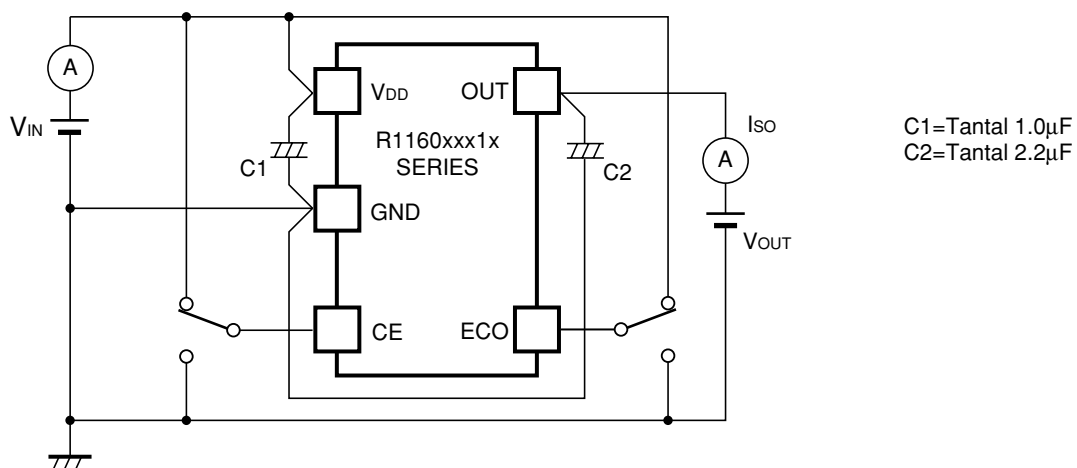 A
VIN
VDD
OUT
R1160xxx1x
SERIES
C1
C2
GND
CE
ECO
ISO
A
VOUT
C1=Tantal 1.0μF
C2=Tantal 2.2μF